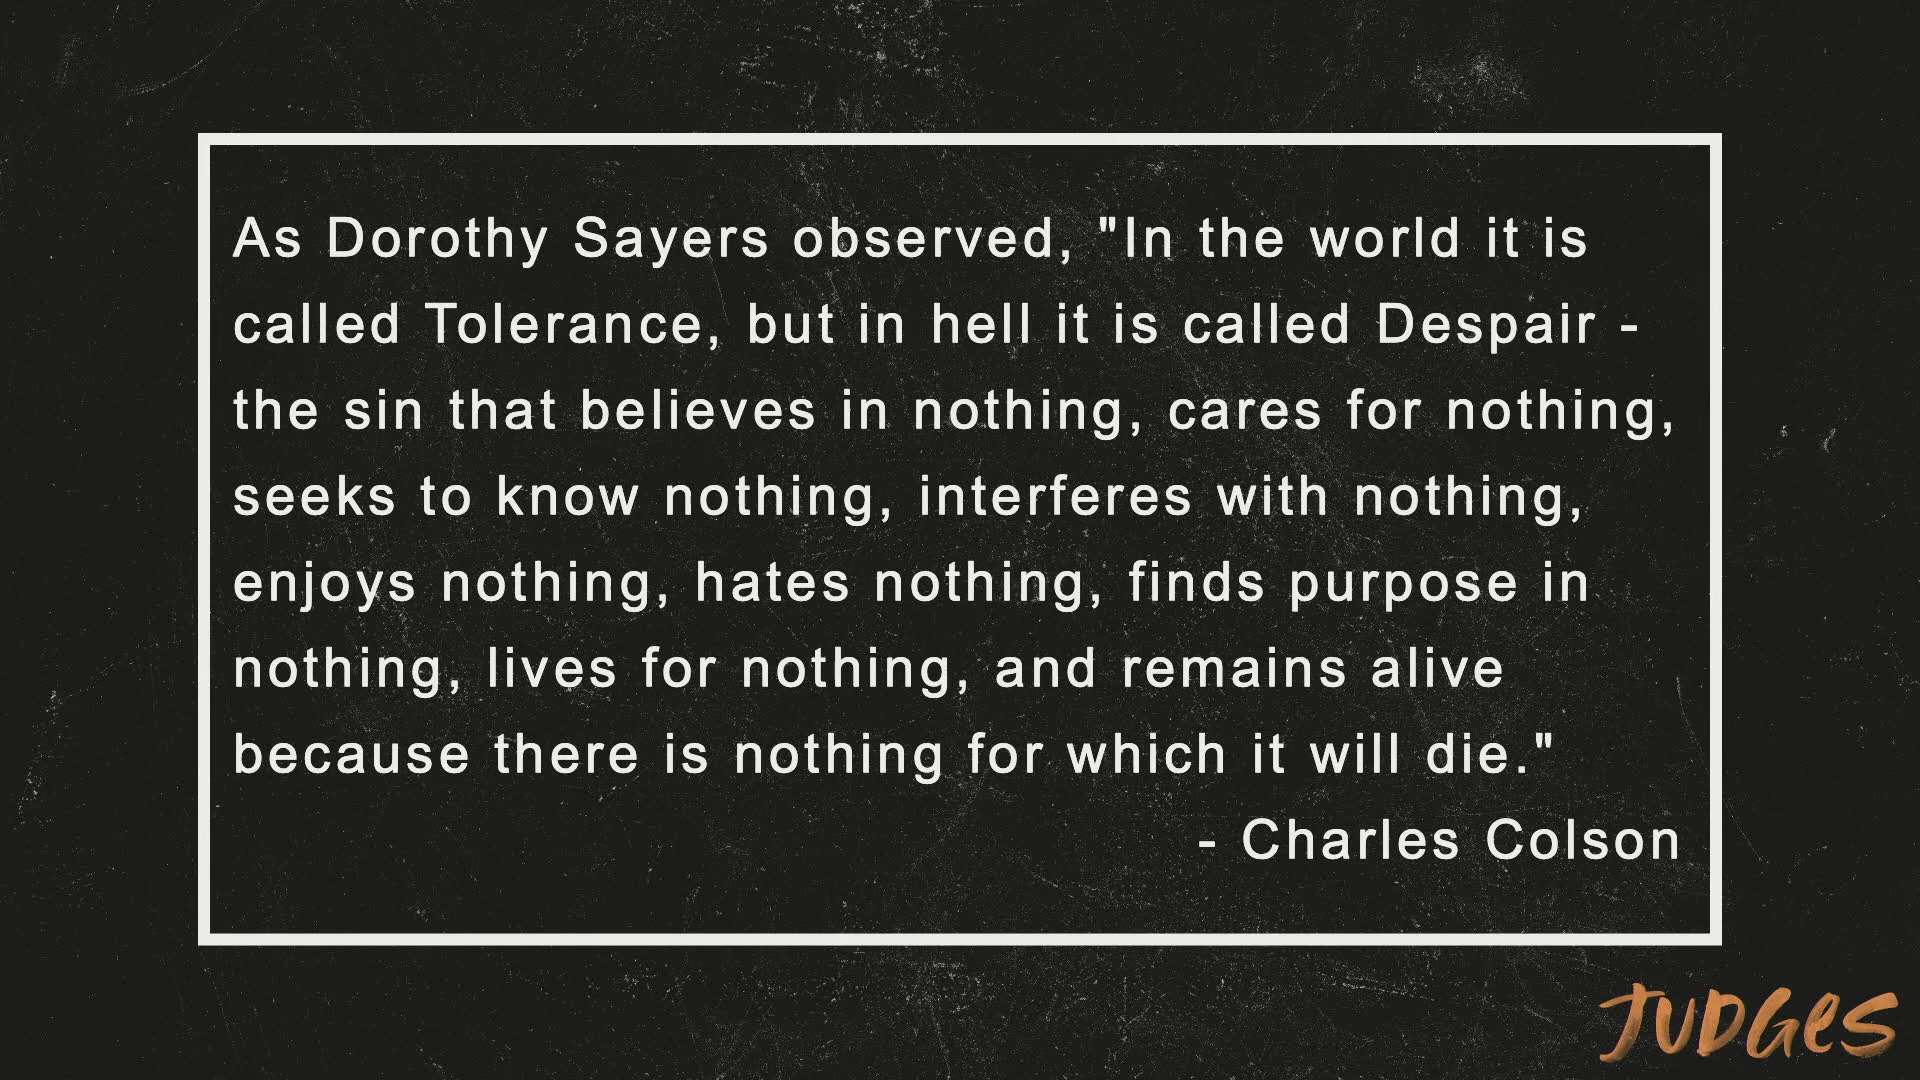 As Dorothy Sayers observed, "In the world it is
called Tolerance, but in hell it is called Despair -
the sin that believes in nothing, cares for nothing,
seeks to know nothing, interferes with nothing,
enjoys nothing, hates nothing, finds purpose in
nothing, lives for nothing, and remains alive
because there is nothing for which it will die."
- Charles Colson
JUDGES